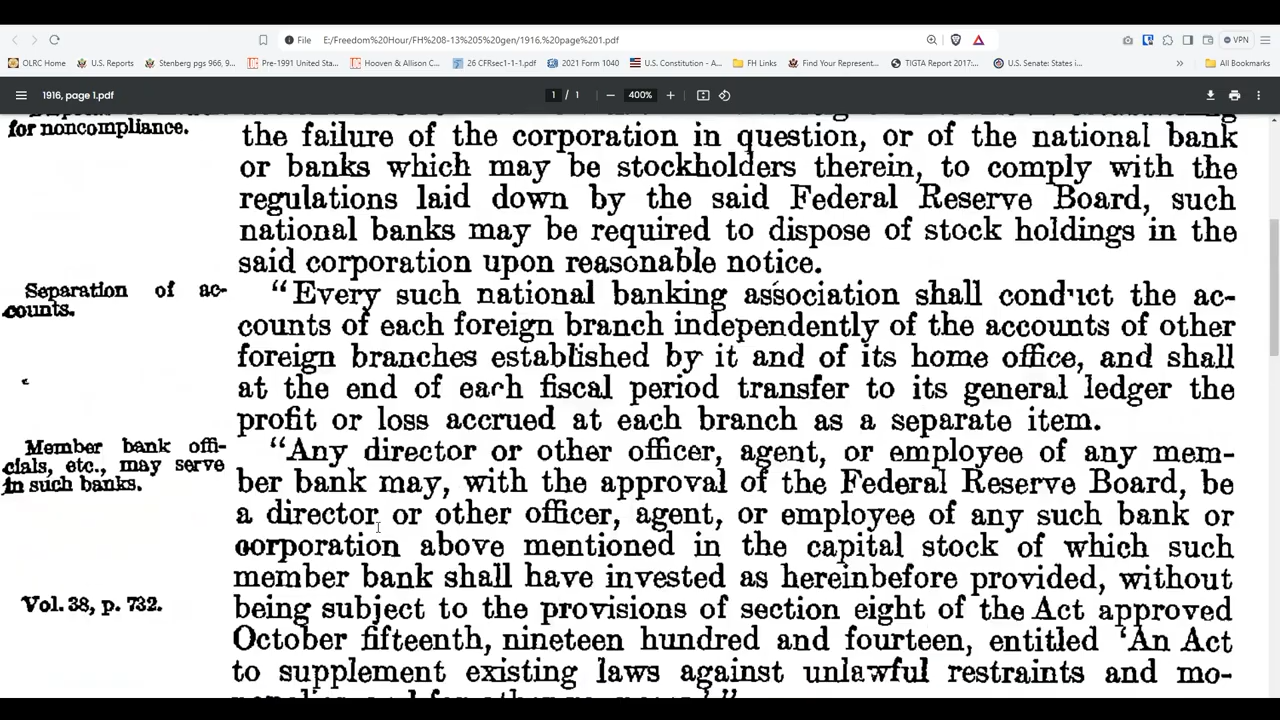 File
E:/Freedom%20Hour/FH%208-13%205%20gen/1916,%20page%201.pdf
VPN
OLRC Home
U.S. Reports
Stenberg pgs 966, 9...
Pre-1991 United Sta...
Hooven & Allison C...
26 CFRsec1-1-1.pdf
2021 Form 1040
U.S. Constitution - A...
FH Links
Find Your Represent...
TIGTA Report 2017:...
U.S. Senate: States i...
»
All Bookmarks
1916, page 1.pdf
1 / 1
400%
for noncompliance.
the failure of the corporation in question, or of the national bank
or banks which may be stockholders therein, to comply with the
regulations laid down by the said Federal Reserve Board, such
national banks may be required to dispose of stock holdings in the
said corporation upon reasonable notice.
Separation of ac-
counts.
“Every such national banking association shall conduct the ac-
counts of each foreign branch independently of the accounts of other
foreign branches established by it and of its home office, and shall
at the end of each fiscal period transfer to its general ledger the
profit or loss accrued at each branch as a separate item.
Member bank offi-
cials, etc., may serve
in such banks.
“Any director or other officer, agent, or employee of any mem-
ber bank may, with the approval of the Federal Reserve Board, be
a director or other officer, agent, or employee of any such bank or
corporation above mentioned in the capital stock of which such
member bank shall have invested as hereinbefore provided, without
Vol. 38, p. 732.
being subject to the provisions of section eight of the Act approved
October fifteenth, nineteen hundred and fourteen, entitled ‘An Act
to supplement existing laws against unlawful restraints and mo-